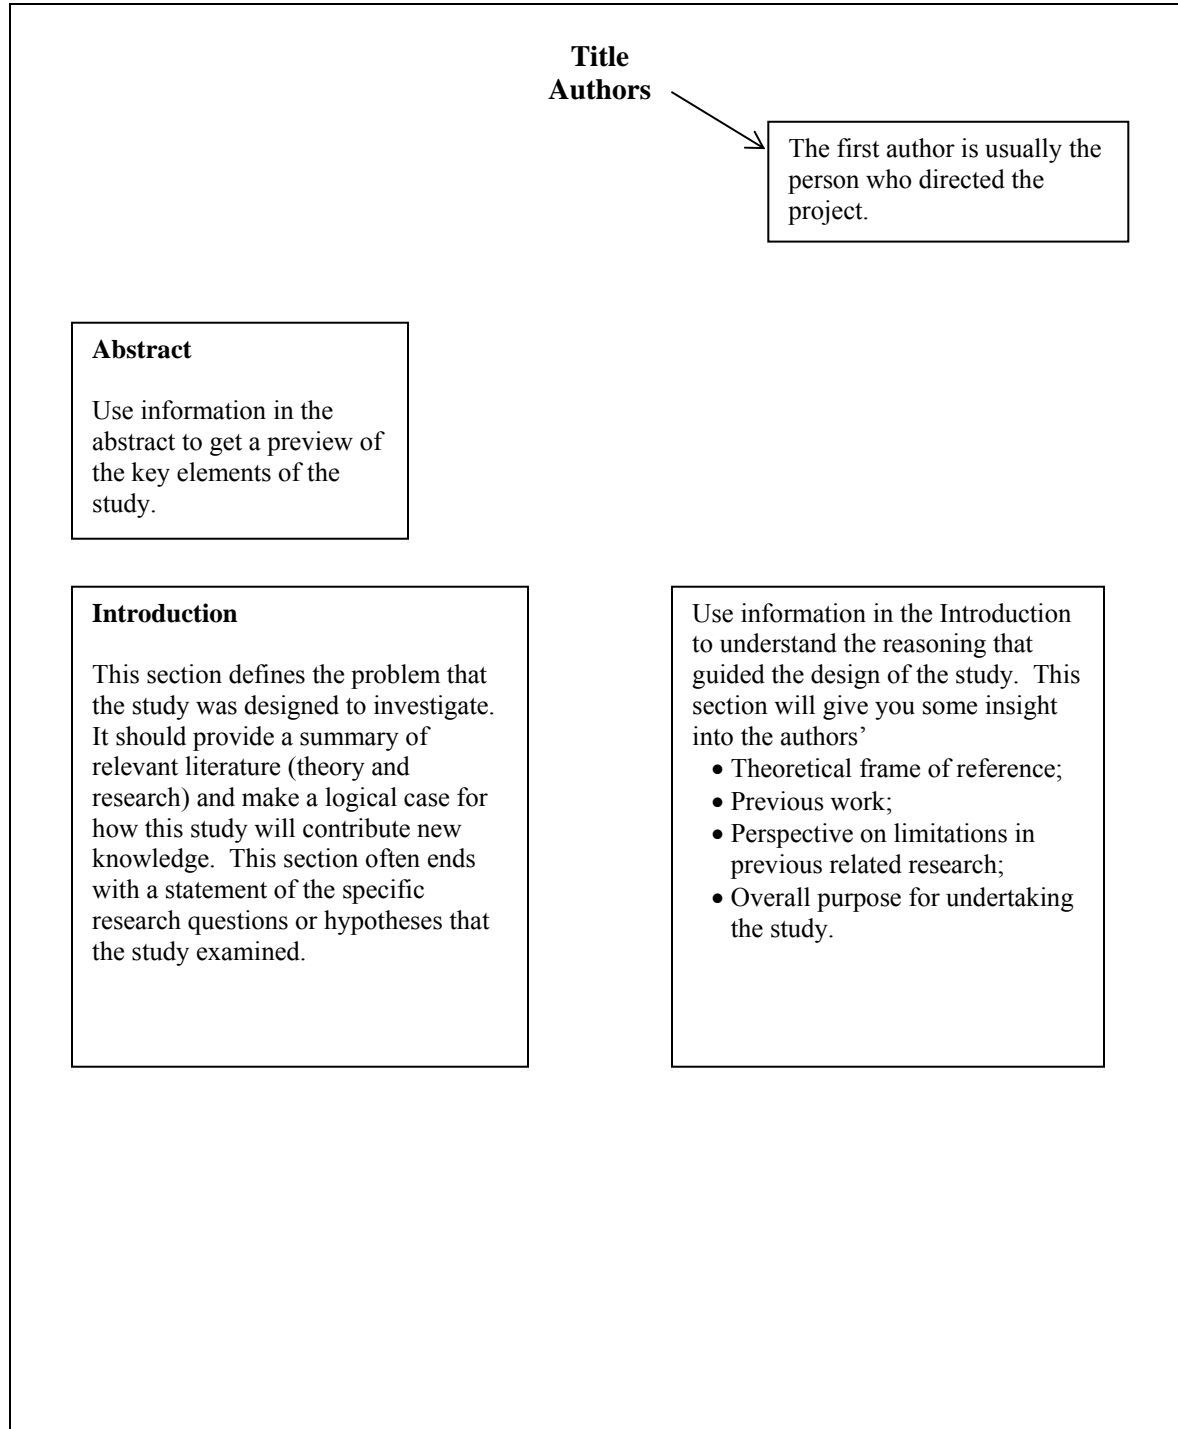 Title
Authors
The first author is usually the
person who directed the
project.
Abstract
Use information in the
abstract to get a preview of
the key elements of the
study.
Introduction
This section defines the problem that
the study was designed to investigate.
It should provide a summary of
relevant literature (theory and
research) and make a logical case for
how this study will contribute new
knowledge.  This section often ends
with a statement of the specific
research questions or hypotheses that
the study examined.
Use information in the Introduction
to understand the reasoning that
guided the design of the study.  This
section will give you some insight
into the authors’
• Theoretical frame of reference;
• Previous work;
• Perspective on limitations in
previous related research;
• Overall purpose for undertaking
the study.